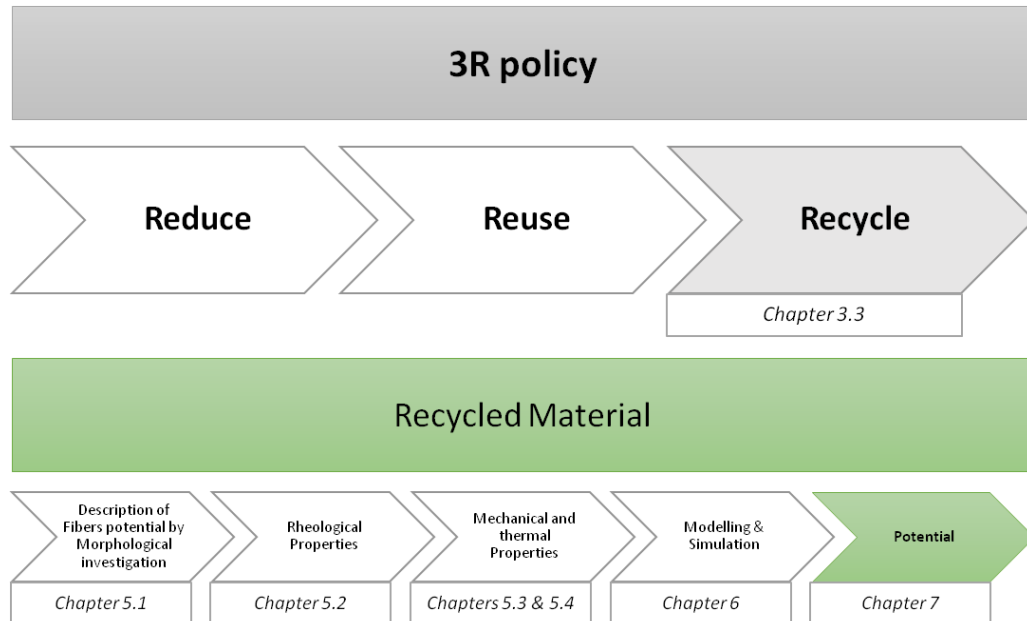 3R policy
Reduce
Reuse
Recycle
Chapter 3.3
Recycled Material
Description of
Fibers potential by
Morphological
investigation
Rheological
Properties
Mechanical and
thermal
Properties
Modelling &
Simulation
Potential
Chapter 5.1
Chapter 5.2
Chapters 5.3 & 5.4
Chapter 6
Chapter 7